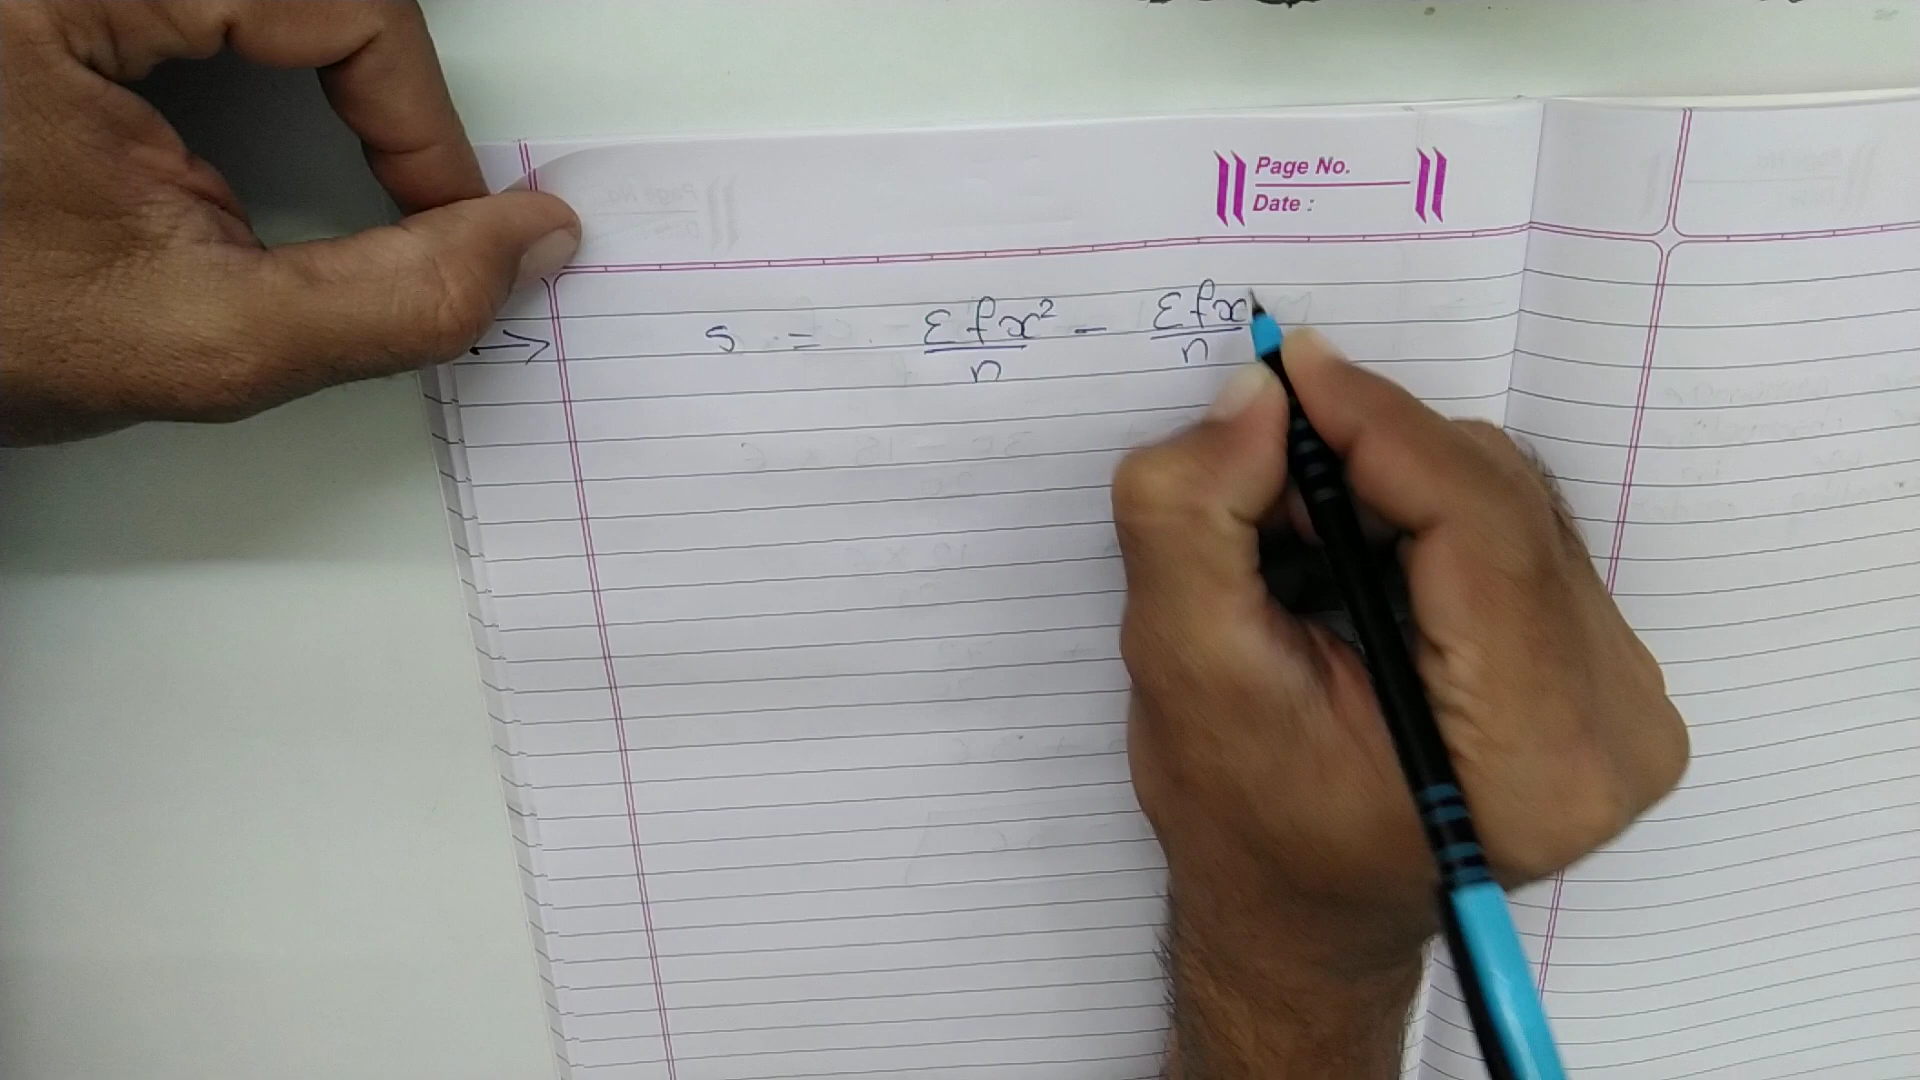 Page No.
Date :
s = Σfx² / n - Σfx / n